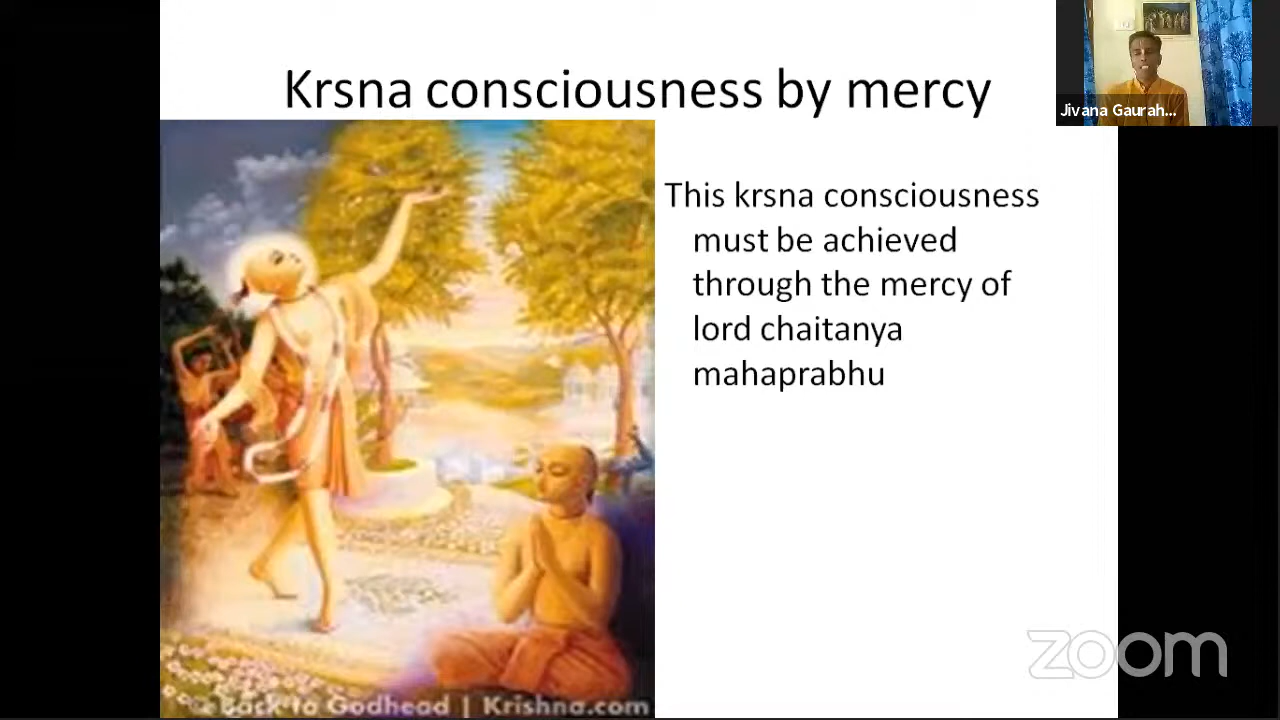 Krsna consciousness by mercy
Jivana Gaurah...
This krsna consciousness
must be achieved
through the mercy of
lord chaitanya
mahaprabhu
Back to Godhead | Krishna.com
zoom